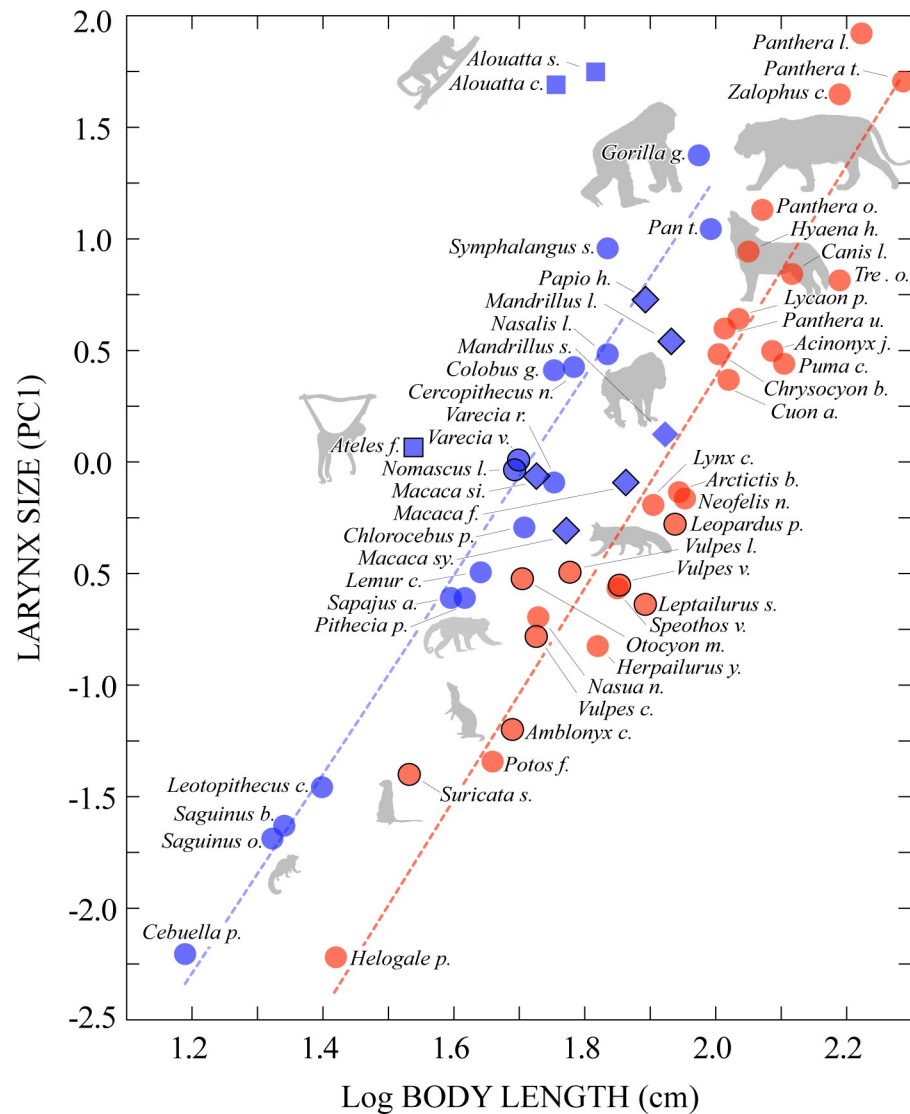 2.0
1.5
1.0
0.5
0.0
0.5
-1.0
-1.5
-2.0
-2.5
LARYNX SIZE (PC1)
Panthera l.
Alouatta s.
Panthera t.
Alouatta c.
Zalophus c.
Gorilla g.
Panthera o.
Pan t.
Hyaena h.
Symphalangus s.
Canis l.
Papio h.
Tre . o.
Mandrillus l.
Lycaon p.
Nasalis l.
Panthera u.
Mandrillus s.
Acinonyx j.
Colobus g.
Puma c.
Cercopithecus n.
Chrysocyon b.
Varecia r.
Cuon a.
Ateles f.
Varecia v.
Nomascus l.
Lynx c.
Macaca si.
Arctictis b.
Macaca f.
Neofelis n.
Chlorocebus p.
Leopardus p.
Macaca sy.
Vulpes l.
Lemur c.
Vulpes v.
Sapajus a.
Leptailurus s.
Pithecia p.
Speothos v.
Otocyon m.
Herpailurus y.
Nasua n.
Vulpes c.
Amblonyx c.
Potos f.
Leotopithecus c.
Suricata s.
Saguinus b.
Saguinus o.
Cebuella p.
Helogale p.
1.2 1.4 1.6 1.8 2.0 2.2
Log BODY LENGTH (cm)